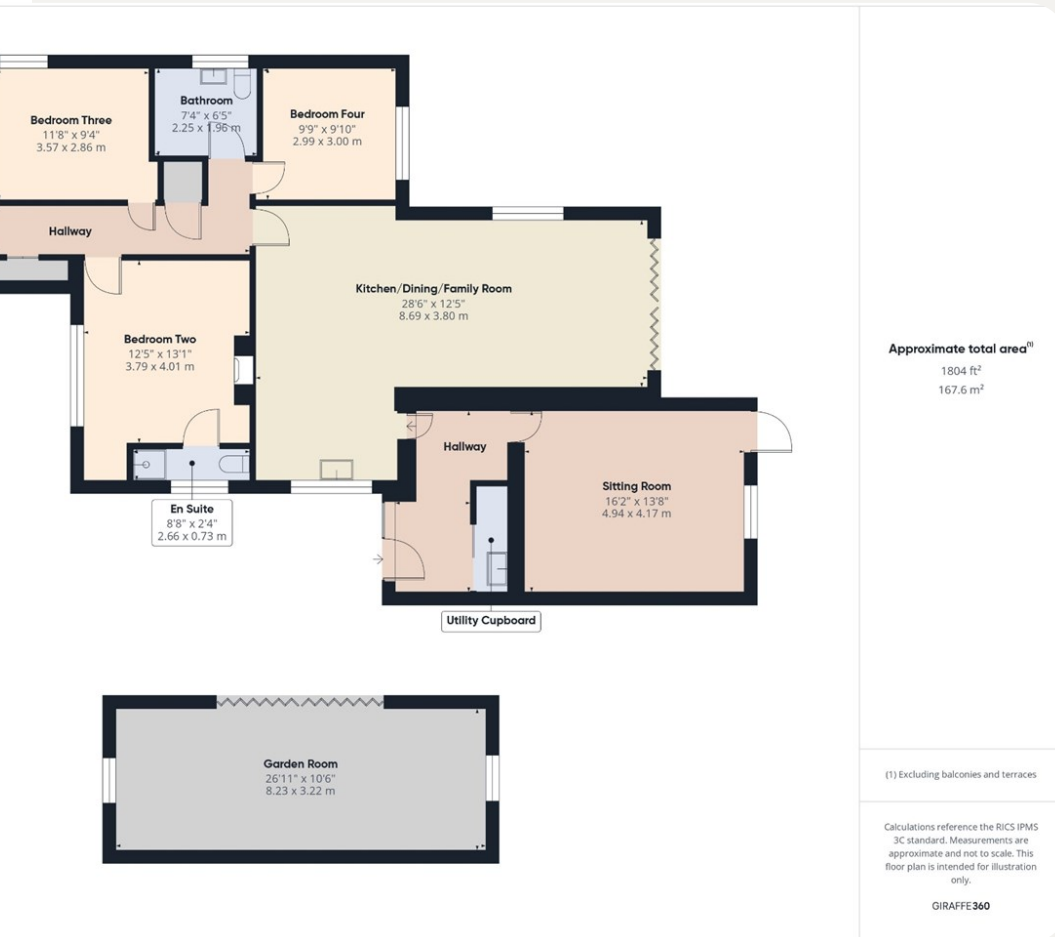 Bedroom Three
11'8" x 9'4"
3.57 x 2.86 m
Bathroom
7'4" x 6'5"
2.25 x 1.96 m
Bedroom Four
9'9" x 9'10"
2.99 x 3.00 m
Hallway
Kitchen/Dining/Family Room
28'6" x 12'5"
8.69 x 3.80 m
Bedroom Two
12'5" x 13'1"
3.79 x 4.01 m
Hallway
Sitting Room
16'2" x 13'8"
4.94 x 4.17 m
En Suite
8'8" x 2'4"
2.66 x 0.73 m
Utility Cupboard
Garden Room
26'11" x 10'6"
8.23 x 3.22 m
Approximate total area⁽¹⁾
1804 ft²
167.6 m²
(1) Excluding balconies and terraces
Calculations reference the RICS IPMS
3C standard. Measurements are
approximate and not to scale. This
floor plan is intended for illustration
only.
GIRAFFE360